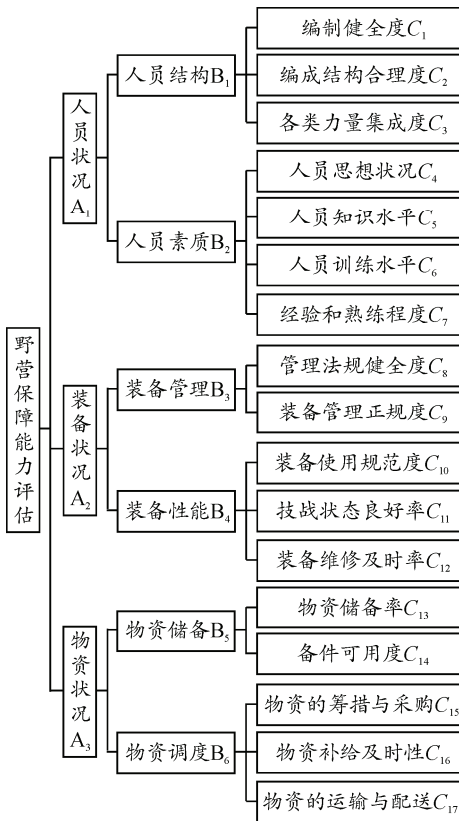 野营保障能力评估
人员状况A₁
人员结构B₁
编制健全度C₁
编成结构合理度C₂
各类力量集成度C₃
人员素质B₂
人员思想状况C₄
人员知识水平C₅
人员训练水平C₆
经验和熟练程度C₇
装备状况A₂
装备管理B₃
管理法规健全度C₈
装备管理正规度C₉
装备性能B₄
装备使用规范度C₁₀
技战状态良好率C₁₁
装备维修及时率C₁₂
物资状况A₃
物资储备B₅
物资储备率C₁₃
备件可用度C₁₄
物资调度B₆
物资的筹措与采购C₁₅
物资补给及时性C₁₆
物资的运输与配送C₁₇